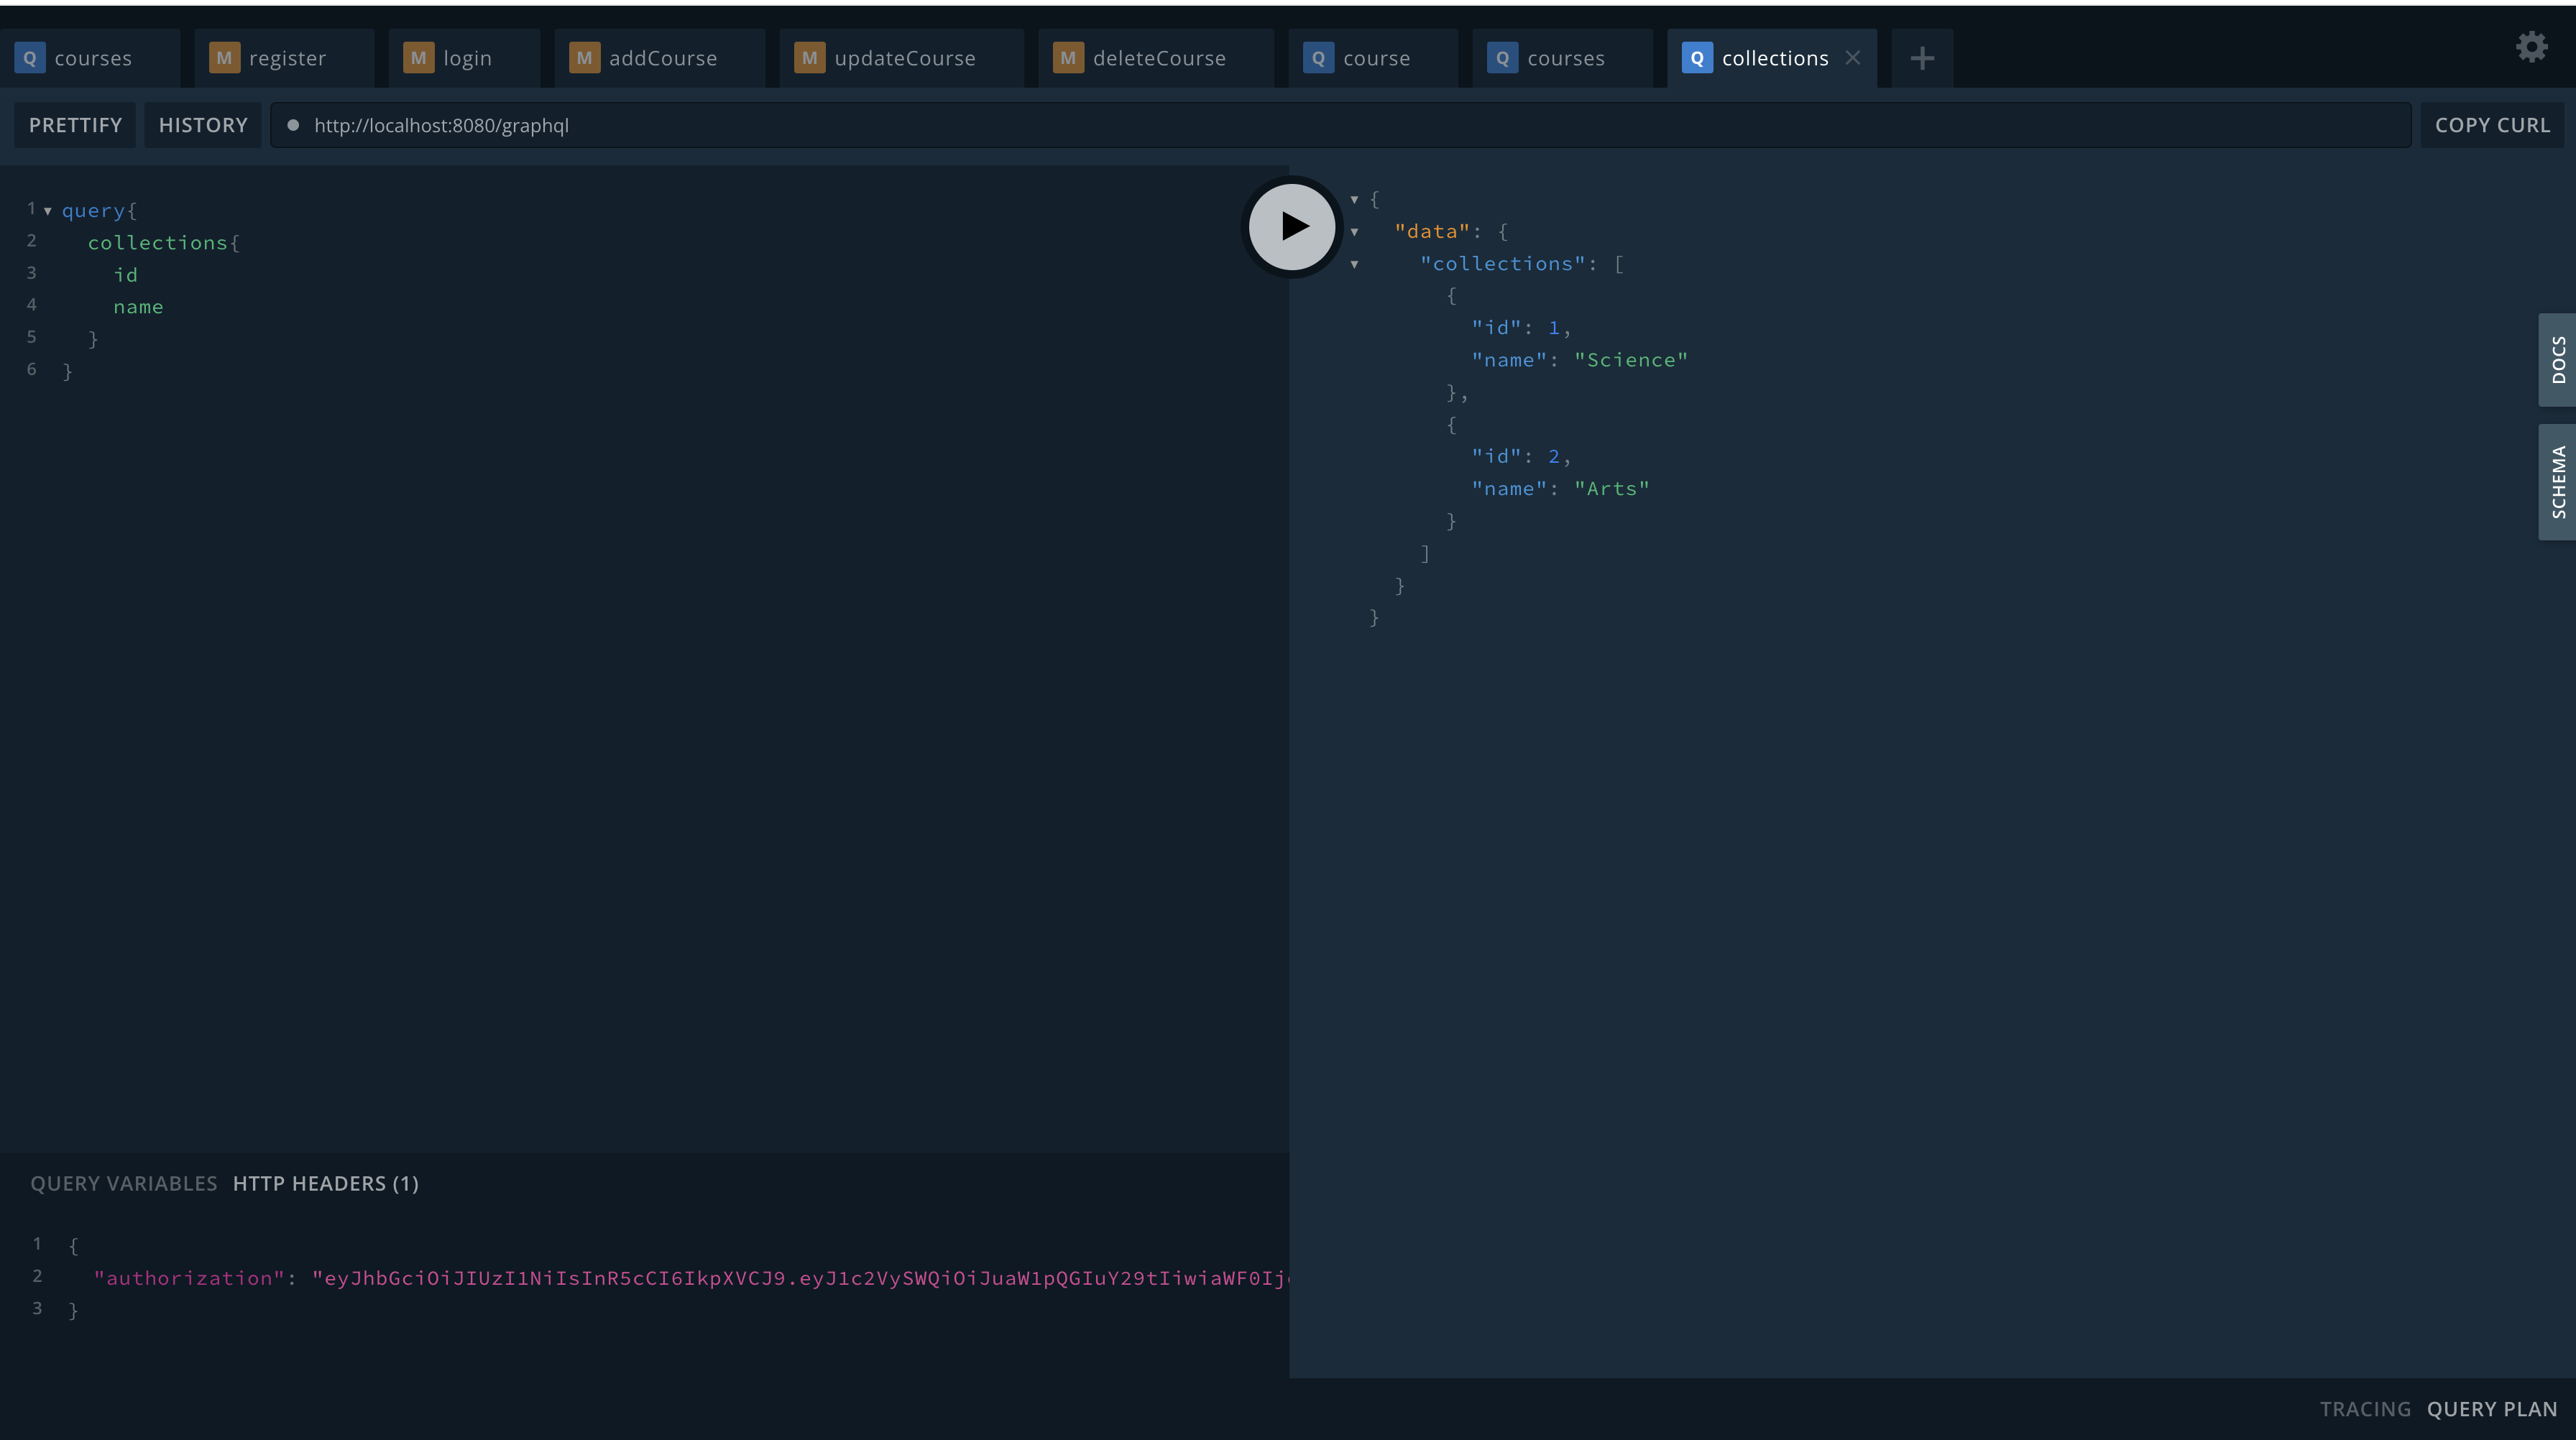 Q courses M register M login M addCourse M updateCourse M deleteCourse Q course Q courses Q collections
PRETTIFY HISTORY http://localhost:8080/graphql COPY CURL
1 query{
2 collections{
3 id
4 name
5 }
6 }
{
"data": {
"collections": [
{
"id": 1,
"name": "Science"
},
{
"id": 2,
"name": "Arts"
}
]
}
}
DOCS
SCHEMA
QUERY VARIABLES HTTP HEADERS (1)
1 {
2 "authorization": "eyJhbGciOiJIUzI1NiIsInR5cCI6IkpXVCJ9.eyJ1c2VySWQiOiJuaW1pQGIuY29tIiwiaWF0Ij
3 }
TRACING QUERY PLAN